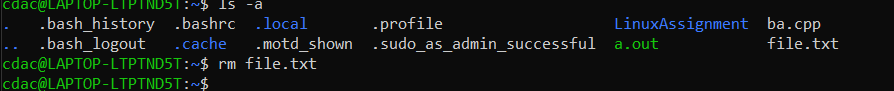 cdac@LAPTOP-LTPTND5T:~$ ls -a
.   .bash_history  .bashrc  .local       .profile                    LinuxAssignment  ba.cpp
..  .bash_logout   .cache   .motd_shown  .sudo_as_admin_successful  a.out            file.txt
cdac@LAPTOP-LTPTND5T:~$ rm file.txt
cdac@LAPTOP-LTPTND5T:~$